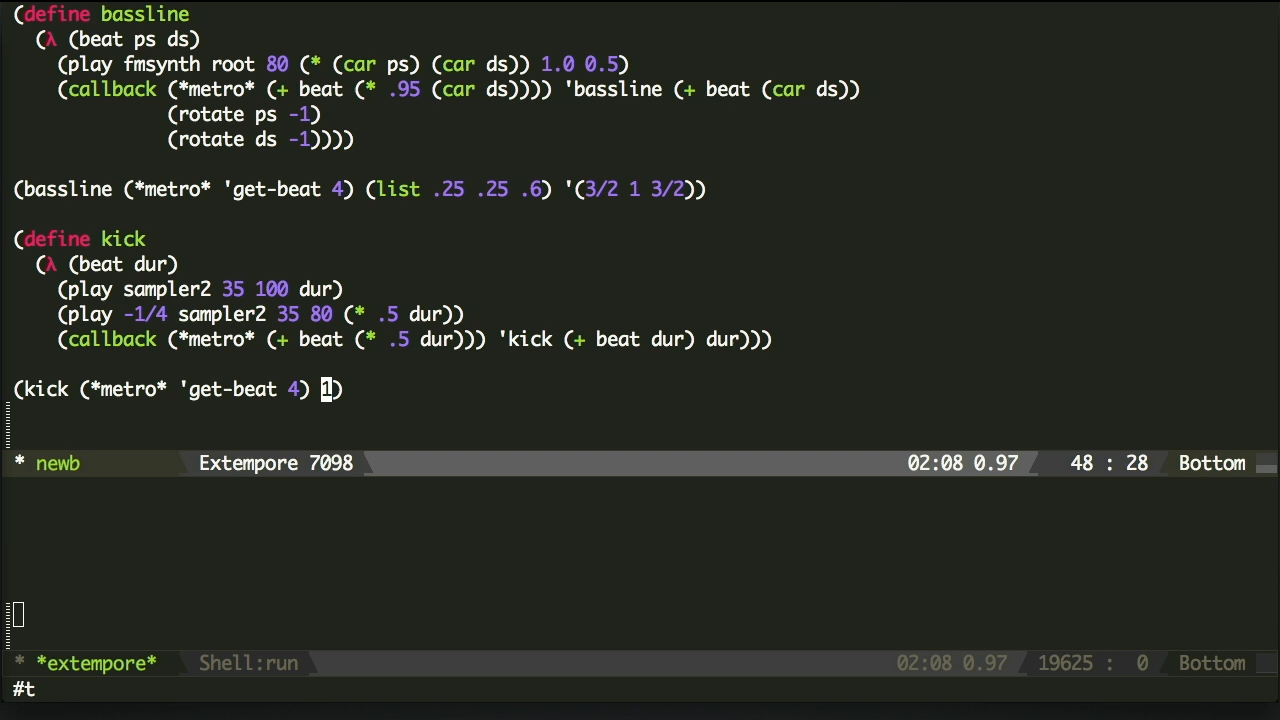 (define bassline
(λ (beat ps ds)
(play fmsynth root 80 (* (car ps) (car ds)) 1.0 0.5)
(callback (*metro* (+ beat (* .95 (car ds)))) 'bassline (+ beat (car ds))
(rotate ps -1)
(rotate ds -1))))
(bassline (*metro* 'get-beat 4) (list .25 .25 .6) '(3/2 1 3/2))
(define kick
(λ (beat dur)
(play sampler2 35 100 dur)
(play -1/4 sampler2 35 80 (* .5 dur))
(callback (*metro* (+ beat (* .5 dur))) 'kick (+ beat dur) dur)))
(kick (*metro* 'get-beat 4) 1)
* newb Extempore 7098 02:08 0.97 48 : 28 Bottom
* *extempore* Shell:run 02:08 0.97 19625 : 0 Bottom
#t